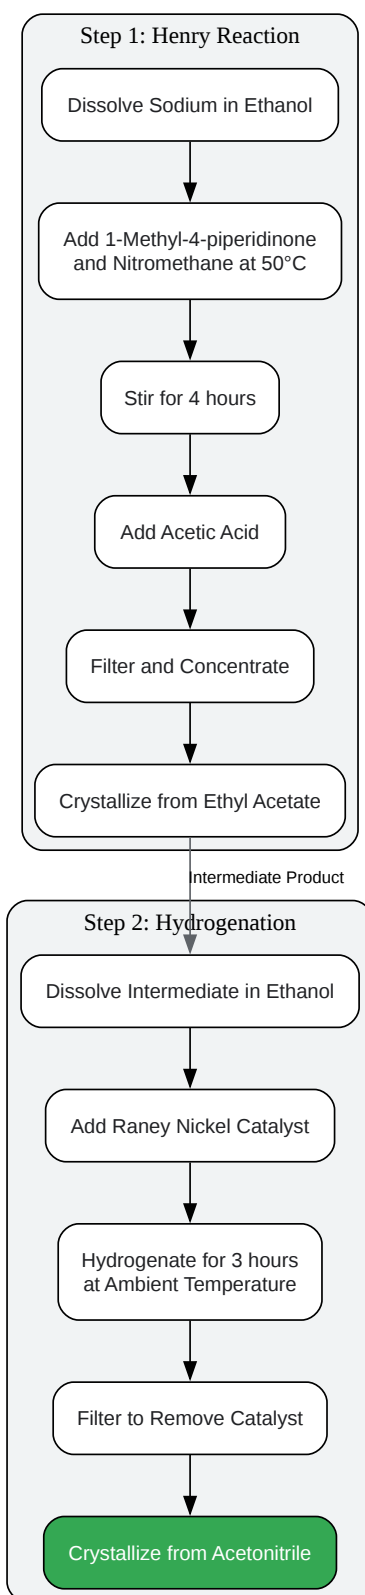 Step 1: Henry Reaction
Dissolve Sodium in Ethanol
Add 1-Methyl-4-piperidinone
and Nitromethane at 50°C
Stir for 4 hours
Add Acetic Acid
Filter and Concentrate
Crystallize from Ethyl Acetate
Intermediate Product
Step 2: Hydrogenation
Dissolve Intermediate in Ethanol
Add Raney Nickel Catalyst
Hydrogenate for 3 hours
at Ambient Temperature
Filter to Remove Catalyst
Crystallize from Acetonitrile